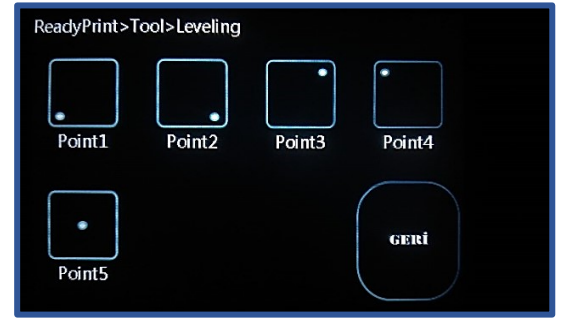 ReadyPrint>Tool>Leveling
Point1 Point2 Point3 Point4
Point5
GERİ